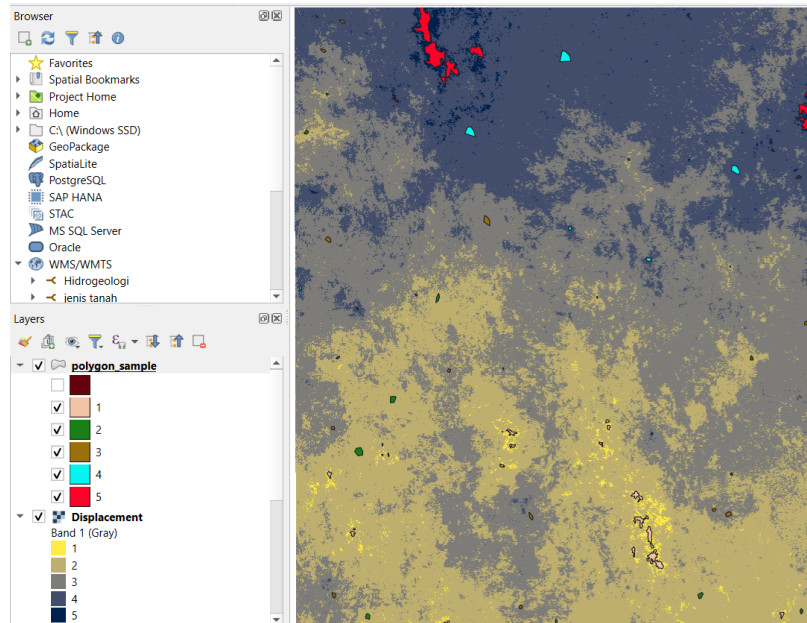 Browser
Favorites
Spatial Bookmarks
Project Home
Home
C:\ (Windows SSD)
GeoPackage
SpatiaLite
PostgreSQL
SAP HANA
STAC
MS SQL Server
Oracle
WMS/WMTS
Hidrogeologi
jenis tanah
Layers
polygon_sample
1
2
3
4
5
Displacement
Band 1 (Gray)
1
2
3
4
5